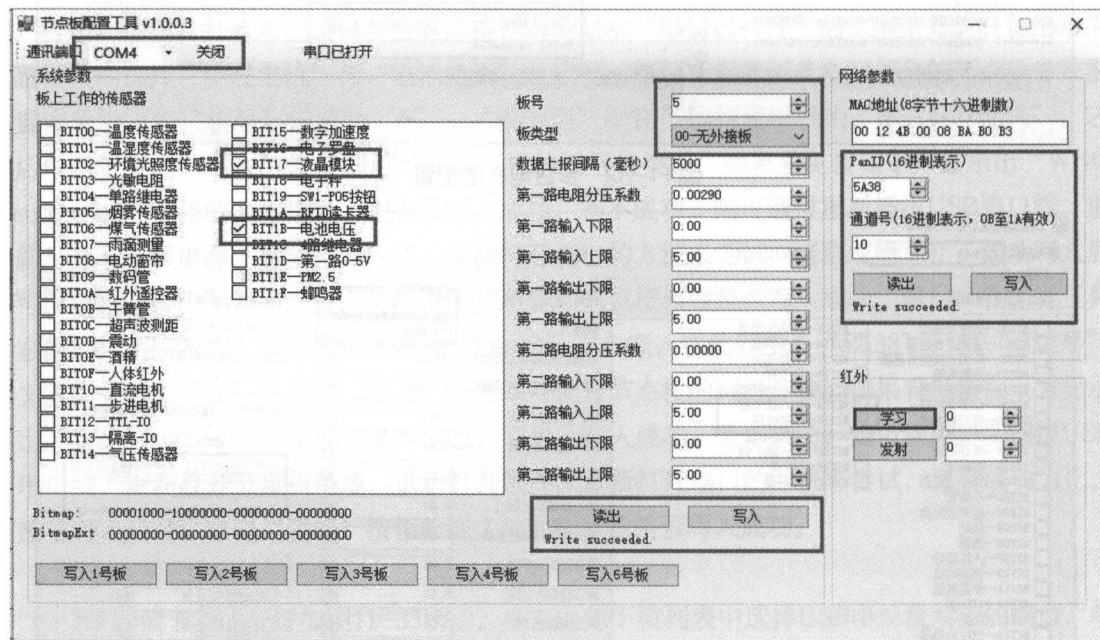 节点板配置工具 v1.0.0.3
通讯端口 COM4 关闭 串口已打开
系统参数
板上工作的传感器
BIT00--温度传感器
BIT01--温湿度传感器
BIT02--环境光照度传感器
BIT03--光敏电阻
BIT04--单路继电器
BIT05--烟雾传感器
BIT06--煤气传感器
BIT07--雨滴测量
BIT08--电动窗帘
BIT09--数码管
BIT0A--红外遥控器
BIT0B--干簧管
BIT0C--超声波测距
BIT0D--震动
BIT0E--酒精
BIT0F--人体红外
BIT10--直流电机
BIT11--步进电机
BIT12--TTL-IO
BIT13--隔离-IO
BIT14--气压传感器
BIT15--数字加速度
BIT16--电子罗盘
BIT17--液晶模块
BIT18--电子秤
BIT19--SW1-P05按钮
BIT1A--RFID读卡器
BIT1B--电池电压
BIT1C--4路继电器
BIT1D--第一路0-5V
BIT1E--PM2.5
BIT1F--蜂鸣器
Bitmap: 00001000-10000000-00000000-00000000
BitmapExt 00000000-00000000-00000000-00000000
写入1号板 写入2号板 写入3号板 写入4号板 写入5号板
板号 5
板类型 00-无外接板
数据上报间隔（毫秒） 5000
第一路电阻分压系数 0.00290
第一路输入下限 0.00
第一路输入上限 5.00
第一路输出下限 0.00
第一路输出上限 5.00
第二路电阻分压系数 0.00000
第二路输入下限 0.00
第二路输入上限 5.00
第二路输出下限 0.00
第二路输出上限 5.00
读出 写入
Write succeeded.
网络参数
MAC地址(8字节十六进制数)
00 12 4B 00 08 BA B0 B3
PanID(16进制表示)
5A38
通道号(16进制表示，0B至1A有效)
10
读出 写入
Write succeeded.
红外
学习 0
发射 0